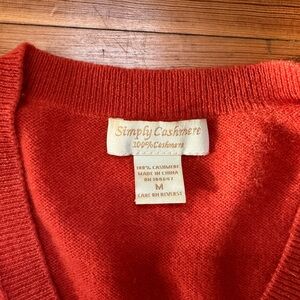 Simply Cashmere
100% Cashmere
100% CASHMERE
MADE IN CHINA
M
CARE ON REVERSE